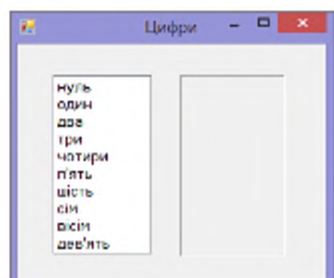 Цифри
нуль
один
два
три
чотири
п'ять
шість
сім
вісім
дев'ять